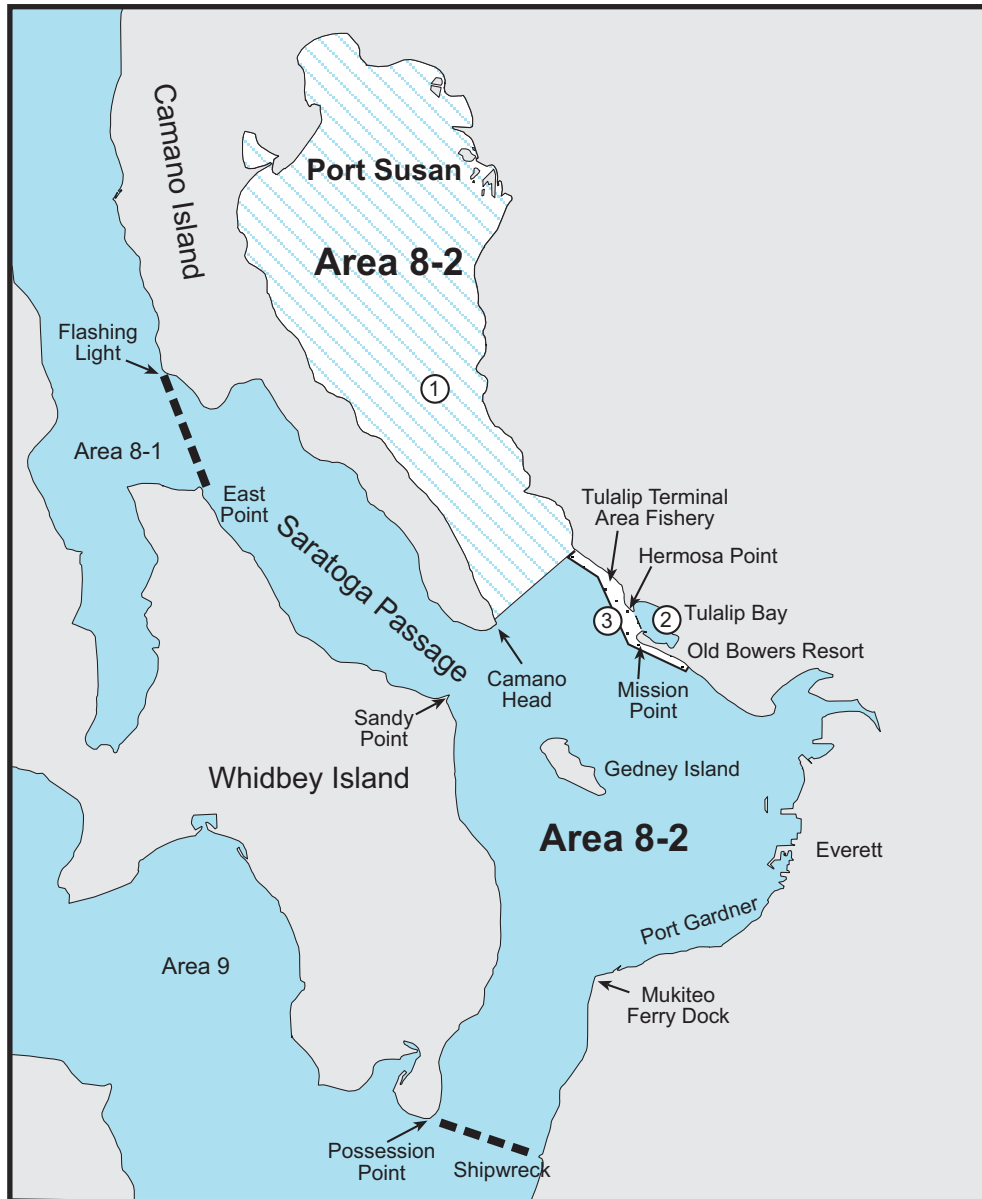 Camano Island
Port Susan
Area 8-2
Flashing
Light
1
Area 8-1
East
Point
Saratoga Passage
Tulalip Terminal
Area Fishery
Hermosa Point
3
2
Tulalip Bay
Old Bowers Resort
Camano
Head
Mission
Point
Sandy
Point
Gedney Island
Whidbey Island
Area 8-2
Everett
Port Gardner
Area 9
Mukiteo
Ferry Dock
Possession
Point
Shipwreck